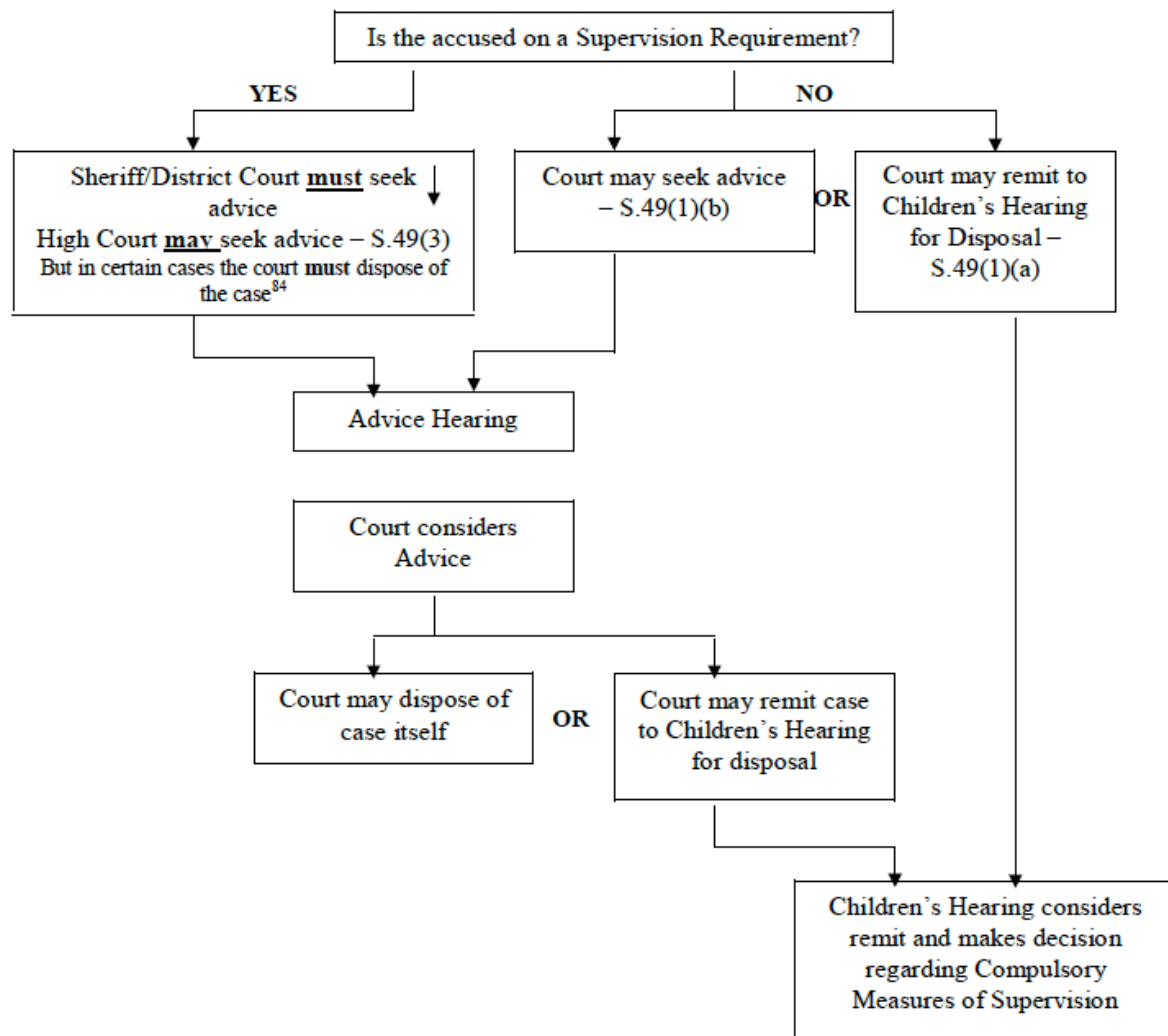 Is the accused on a Supervision Requirement?
YES
NO
Sheriff/District Court must seek
advice
High Court may seek advice – S.49(3)
But in certain cases the court must dispose of
the case84
Court may seek advice
– S.49(1)(b)
OR
Court may remit to
Children’s Hearing
for Disposal –
S.49(1)(a)
Advice Hearing
Court considers
Advice
Court may dispose of
case itself
OR
Court may remit case
to Children’s Hearing
for disposal
Children’s Hearing considers
remit and makes decision
regarding Compulsory
Measures of Supervision